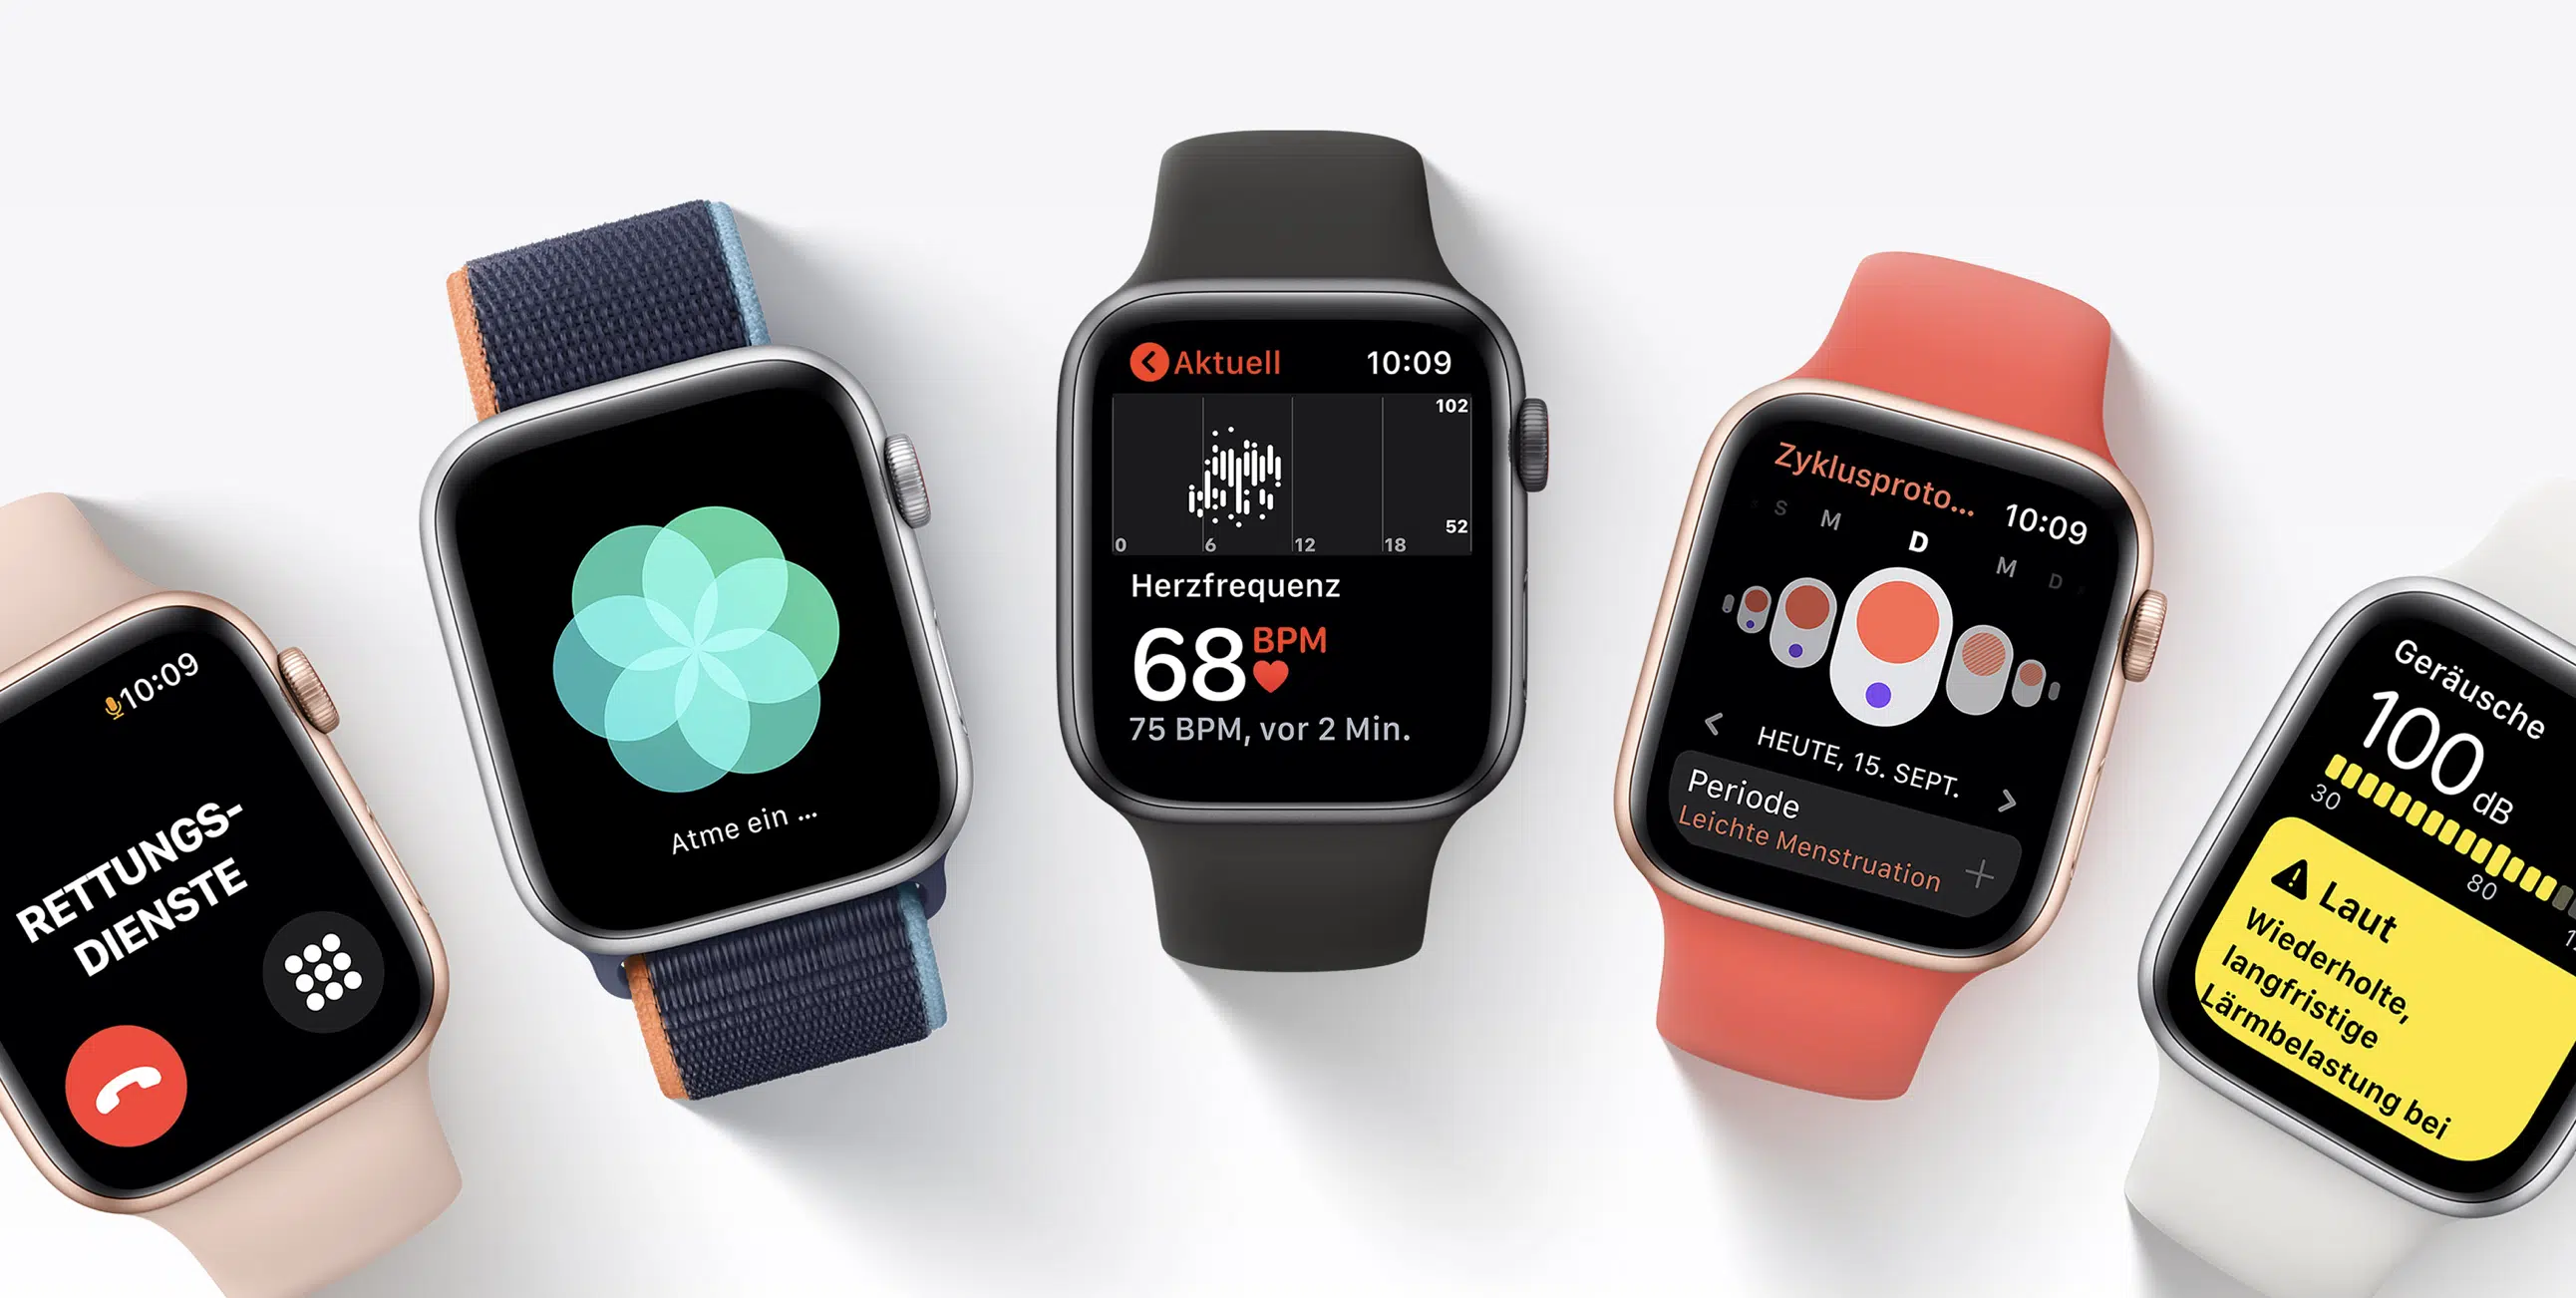 10:09
RETTUNGS-
DIENSTE
Atme ein ...
Aktuell 10:09
102
52
0 6 12 18
Herzfrequenz
68 BPM
75 BPM, vor 2 Min.
Zyklusproto... 10:09
S M D M D
HEUTE, 15. SEPT.
Periode
Leichte Menstruation
Geräusche
100 dB
30 80
Laut
Wiederholte,
langfristige
Lärmbelastung bei